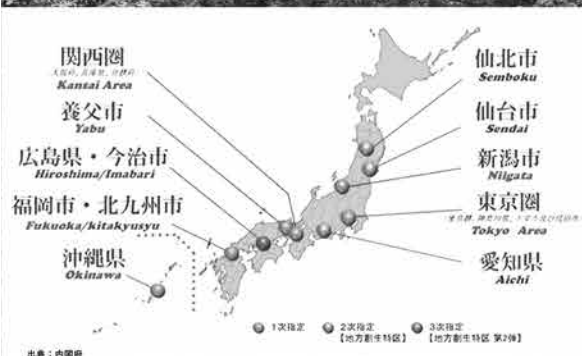 関西圏
Kansai Area
養父市
Yabu
広島県・今治市
Hiroshima/Imabari
福岡市・北九州市
Fukuoka/kitakyusyu
沖縄県
Okinawa
仙北市
Semboku
仙台市
Sendai
新潟市
Niigata
東京圏
Tokyo Area
愛知県
Aichi
1次指定
2次指定
【地方創生特区】
3次指定
【地方創生特区 第2弾】
出典：内閣府